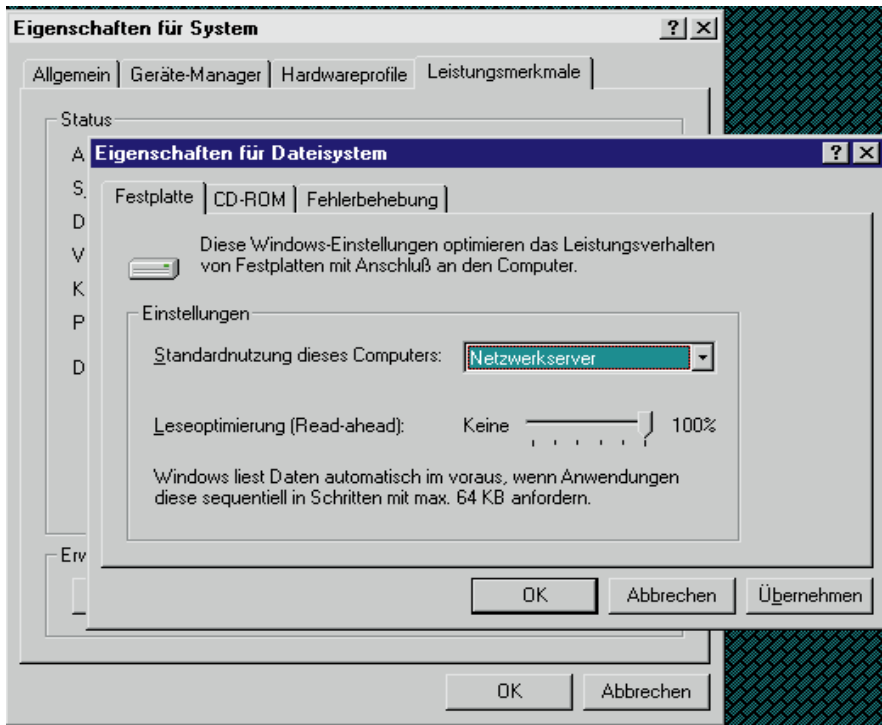 Eigenschaften für System
Allgemein Geräte-Manager Hardwareprofile Leistungsmerkmale
Status
A
S
D
V
K
P
D
Eigenschaften für Dateisystem
Festplatte CD-ROM Fehlerbehebung
Diese Windows-Einstellungen optimieren das Leistungsverhalten
von Festplatten mit Anschluß an den Computer.
Einstellungen
Standardnutzung dieses Computers: Netzwerkserver
Leseoptimierung (Read-ahead): Keine 100%
Windows liest Daten automatisch im voraus, wenn Anwendungen
diese sequentiell in Schritten mit max. 64 KB anfordern.
OK Abbrechen Übernehmen
OK Abbrechen